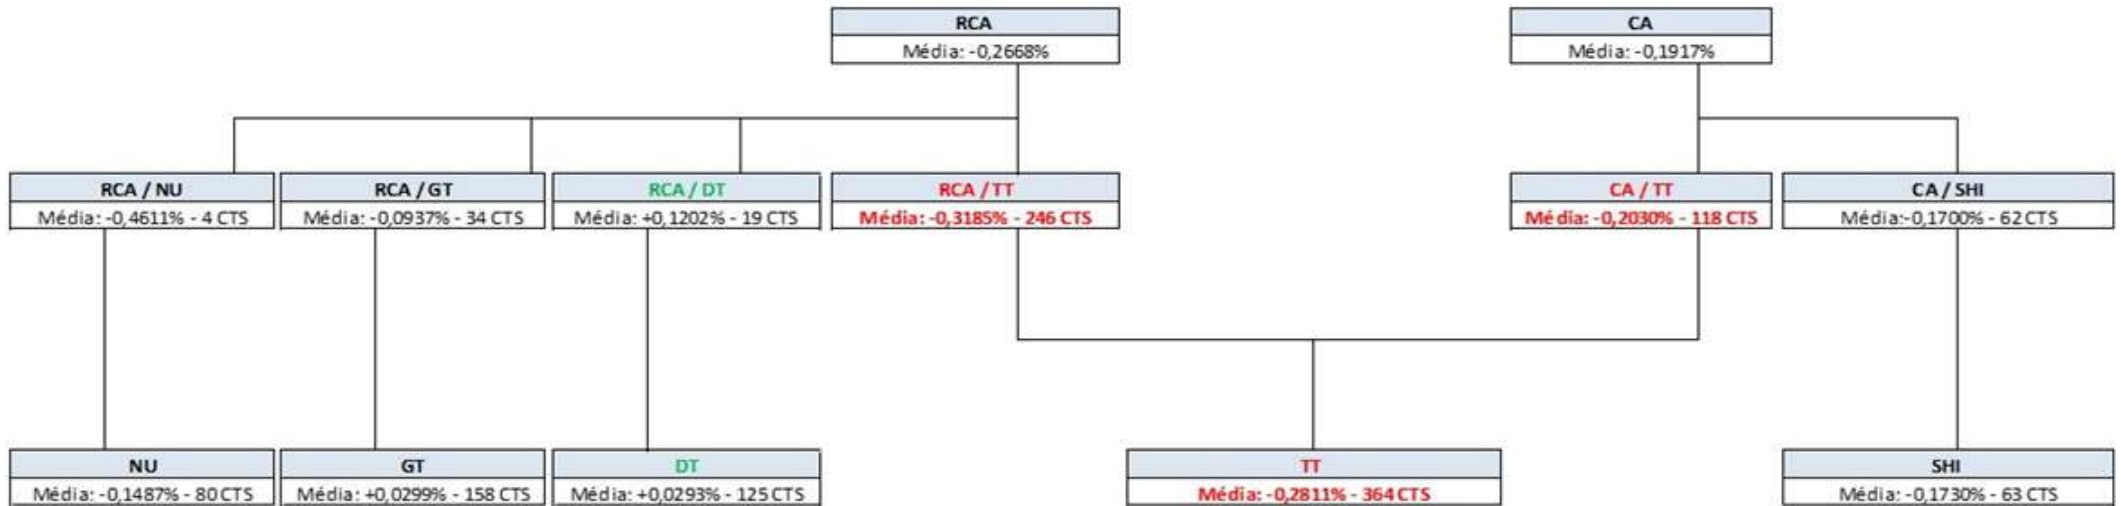 RCA
Média: -0,2668%
CA
Média: -0,1917%
RCA / NU
Média: -0,4611% - 4 CTS
RCA / GT
Média: -0,0937% - 34 CTS
RCA / DT
Média: +0,1202% - 19 CTS
RCA / TT
Média: -0,3185% - 246 CTS
CA / TT
Média: -0,2030% - 118 CTS
CA / SHI
Média:-0,1700% - 62 CTS
NU
Média: -0,1487% - 80 CTS
GT
Média: +0,0299% - 158 CTS
DT
Média: +0,0293% - 125 CTS
TT
Média: -0,2811% - 364 CTS
SHI
Média: -0,1730% - 63 CTS